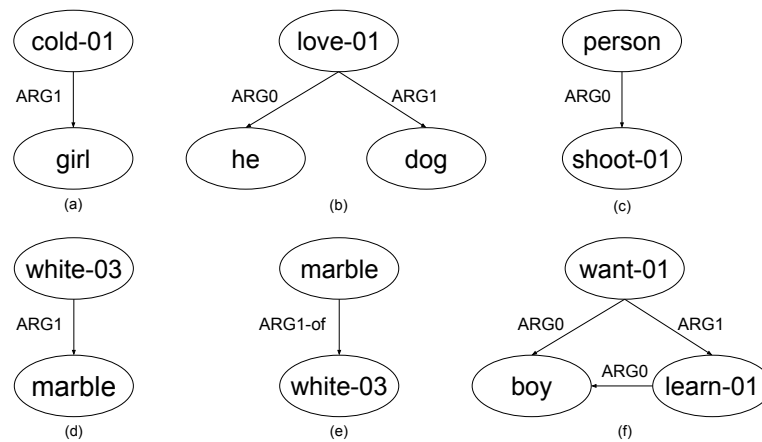 cold-01
ARG1
girl
(a)
love-01
ARG0
ARG1
he
dog
(b)
person
ARG0
shoot-01
(c)
white-03
ARG1
marble
(d)
marble
ARG1-of
white-03
(e)
want-01
ARG0
ARG1
ARG0
boy
learn-01
(f)